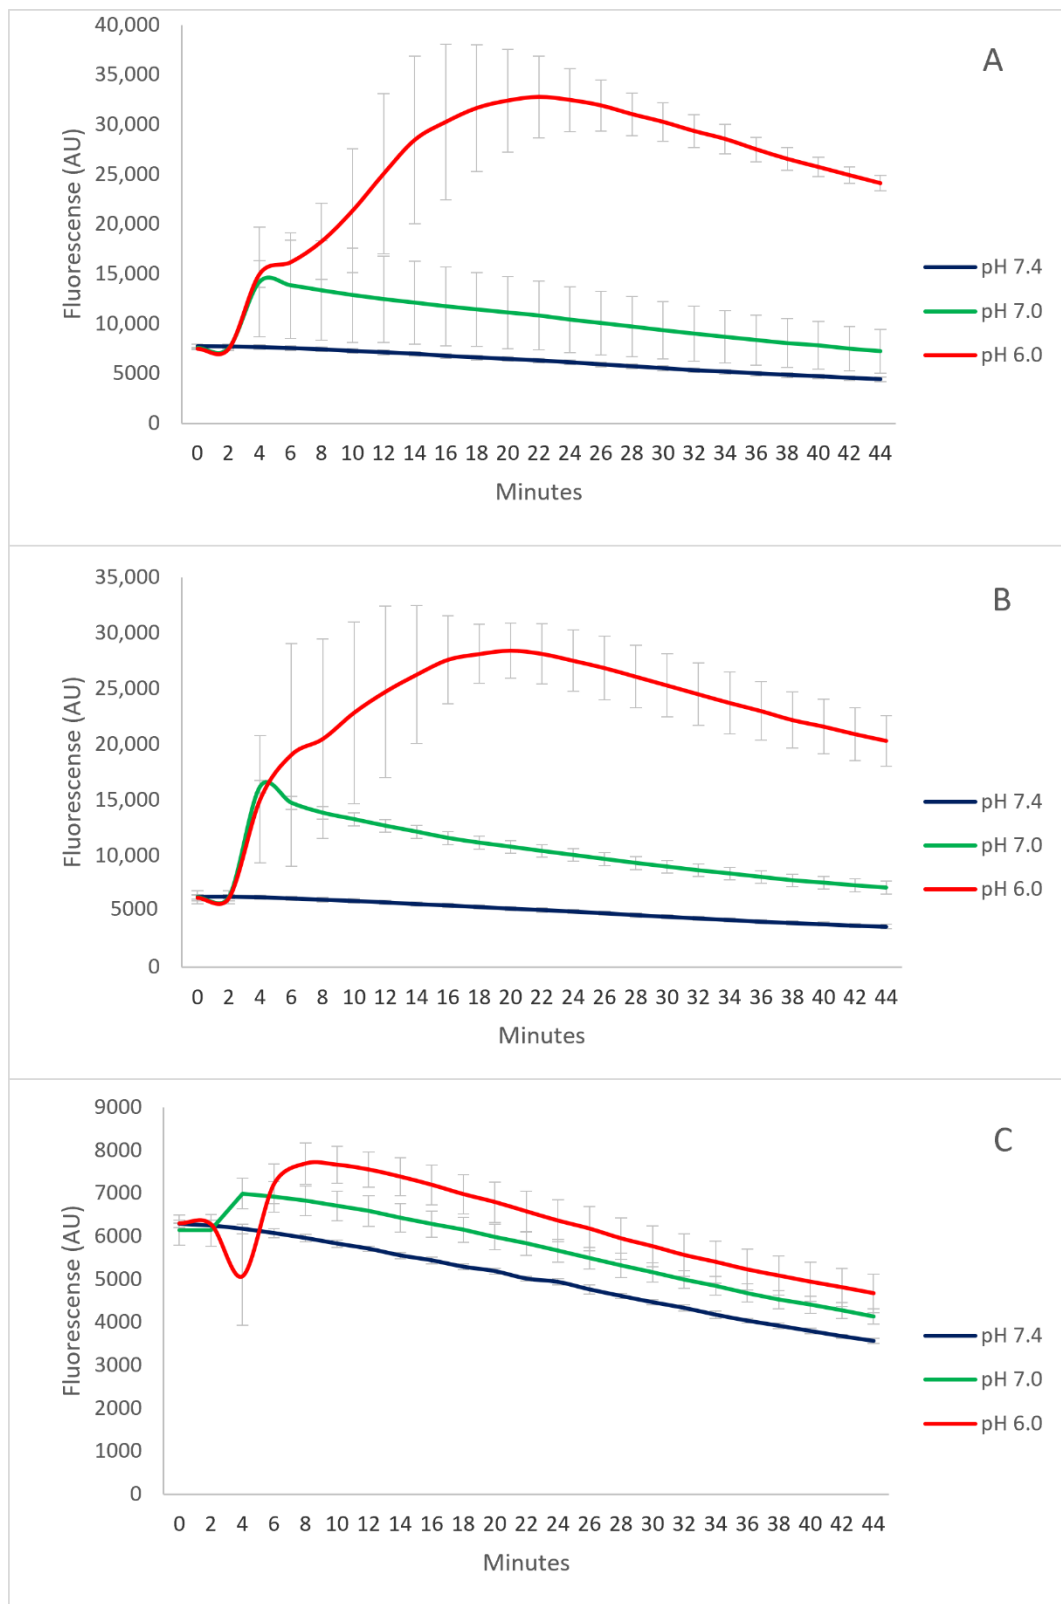 A
40,000
35,000
30,000
25,000
20,000
15,000
10,000
5000
0
Fluorescense (AU)
0 2 4 6 8 10 12 14 16 18 20 22 24 26 28 30 32 34 36 38 40 42 44
Minutes
pH 7.4
pH 7.0
pH 6.0
B
35,000
30,000
25,000
20,000
15,000
10,000
5000
0
Fluorescense (AU)
0 2 4 6 8 10 12 14 16 18 20 22 24 26 28 30 32 34 36 38 40 42 44
Minutes
pH 7.4
pH 7.0
pH 6.0
C
9000
8000
7000
6000
5000
4000
3000
2000
1000
0
Fluorescense (AU)
0 2 4 6 8 10 12 14 16 18 20 22 24 26 28 30 32 34 36 38 40 42 44
Minutes
pH 7.4
pH 7.0
pH 6.0